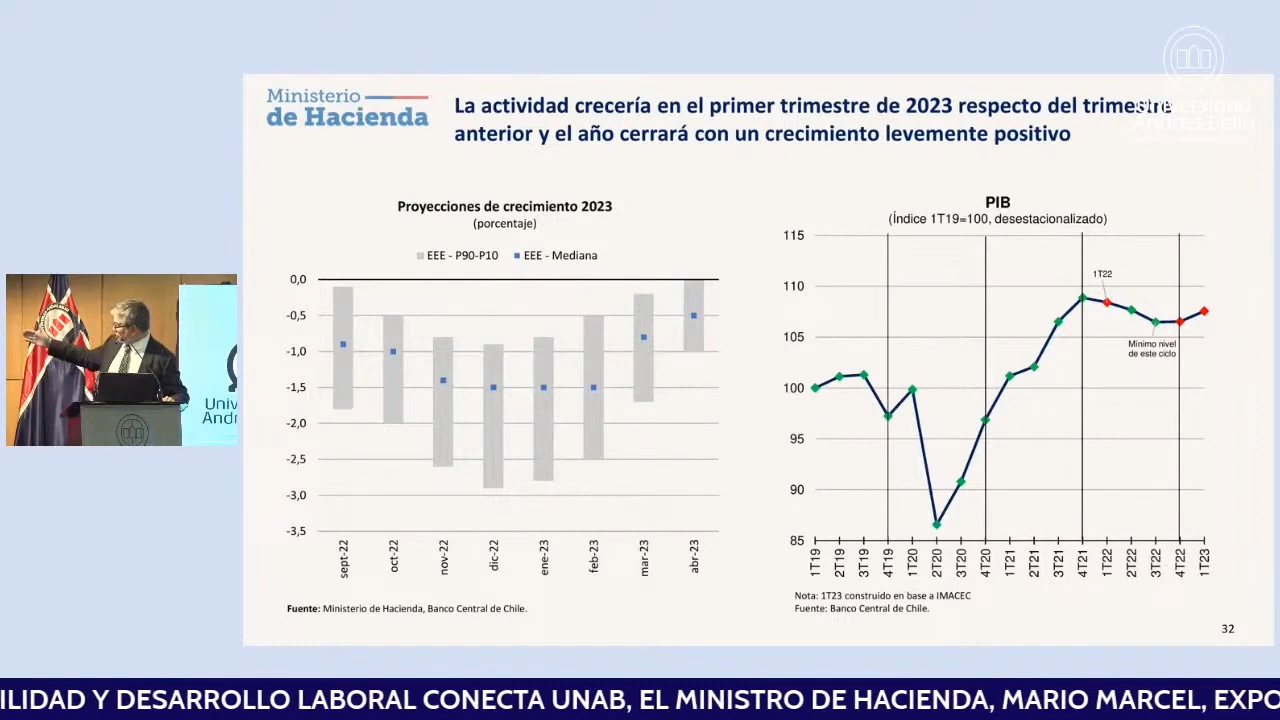 Ministerio
de Hacienda
La actividad crecería en el primer trimestre de 2023 respecto del trimestre
anterior y el año cerrará con un crecimiento levemente positivo
Universidad
Andrés Bello
Proyecciones de crecimiento 2023
(porcentaje)
EEE - P90-P10
EEE - Mediana
0,0
-0,5
-1,0
-1,5
-2,0
-2,5
-3,0
-3,5
sept-22
oct-22
nov-22
dic-22
ene-23
feb-23
mar-23
abr-23
Fuente: Ministerio de Hacienda, Banco Central de Chile.
PIB
(Índice 1T19=100, desestacionalizado)
115
110
105
100
95
90
85
1T22
Mínimo nivel
de este ciclo
1T19
2T19
3T19
4T19
1T20
2T20
3T20
4T20
1T21
2T21
3T21
4T21
1T22
2T22
3T22
4T22
1T23
Nota: 1T23 construido en base a IMACEC
Fuente: Banco Central de Chile.
32
Univ
Andr
ILIDAD Y DESARROLLO LABORAL CONECTA UNAB, EL MINISTRO DE HACIENDA, MARIO MARCEL, EXPO